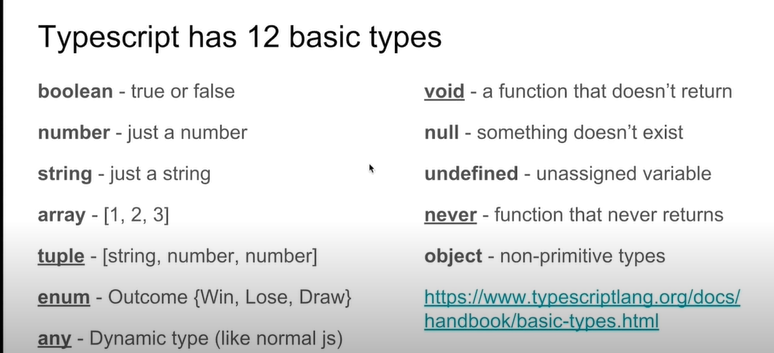 Typescript has 12 basic types
boolean - true or false
number - just a number
string - just a string
array - [1, 2, 3]
tuple - [string, number, number]
enum - Outcome {Win, Lose, Draw}
any - Dynamic type (like normal js)
void - a function that doesn’t return
null - something doesn’t exist
undefined - unassigned variable
never - function that never returns
object - non-primitive types
https://www.typescriptlang.org/docs/
handbook/basic-types.html